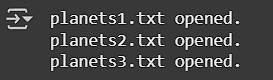 planets1.txt opened.
planets2.txt opened.
planets3.txt opened.